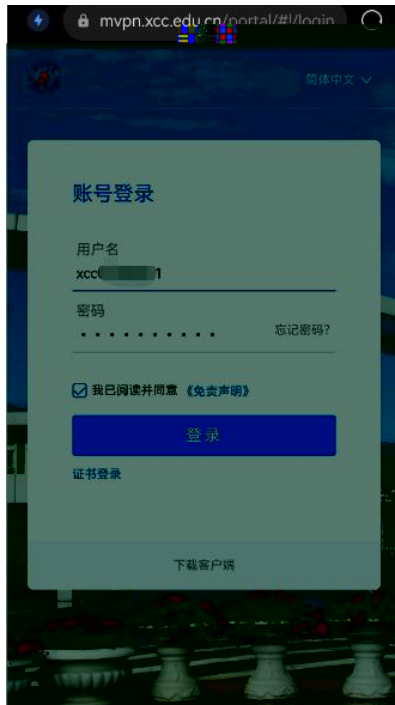 mvpn.xcc.edu.cn/portal/#!/login
简体中文
账号登录
用户名
xcc 1
密码
忘记密码?
我已阅读并同意 《免责声明》
登录
证书登录
下载客户端